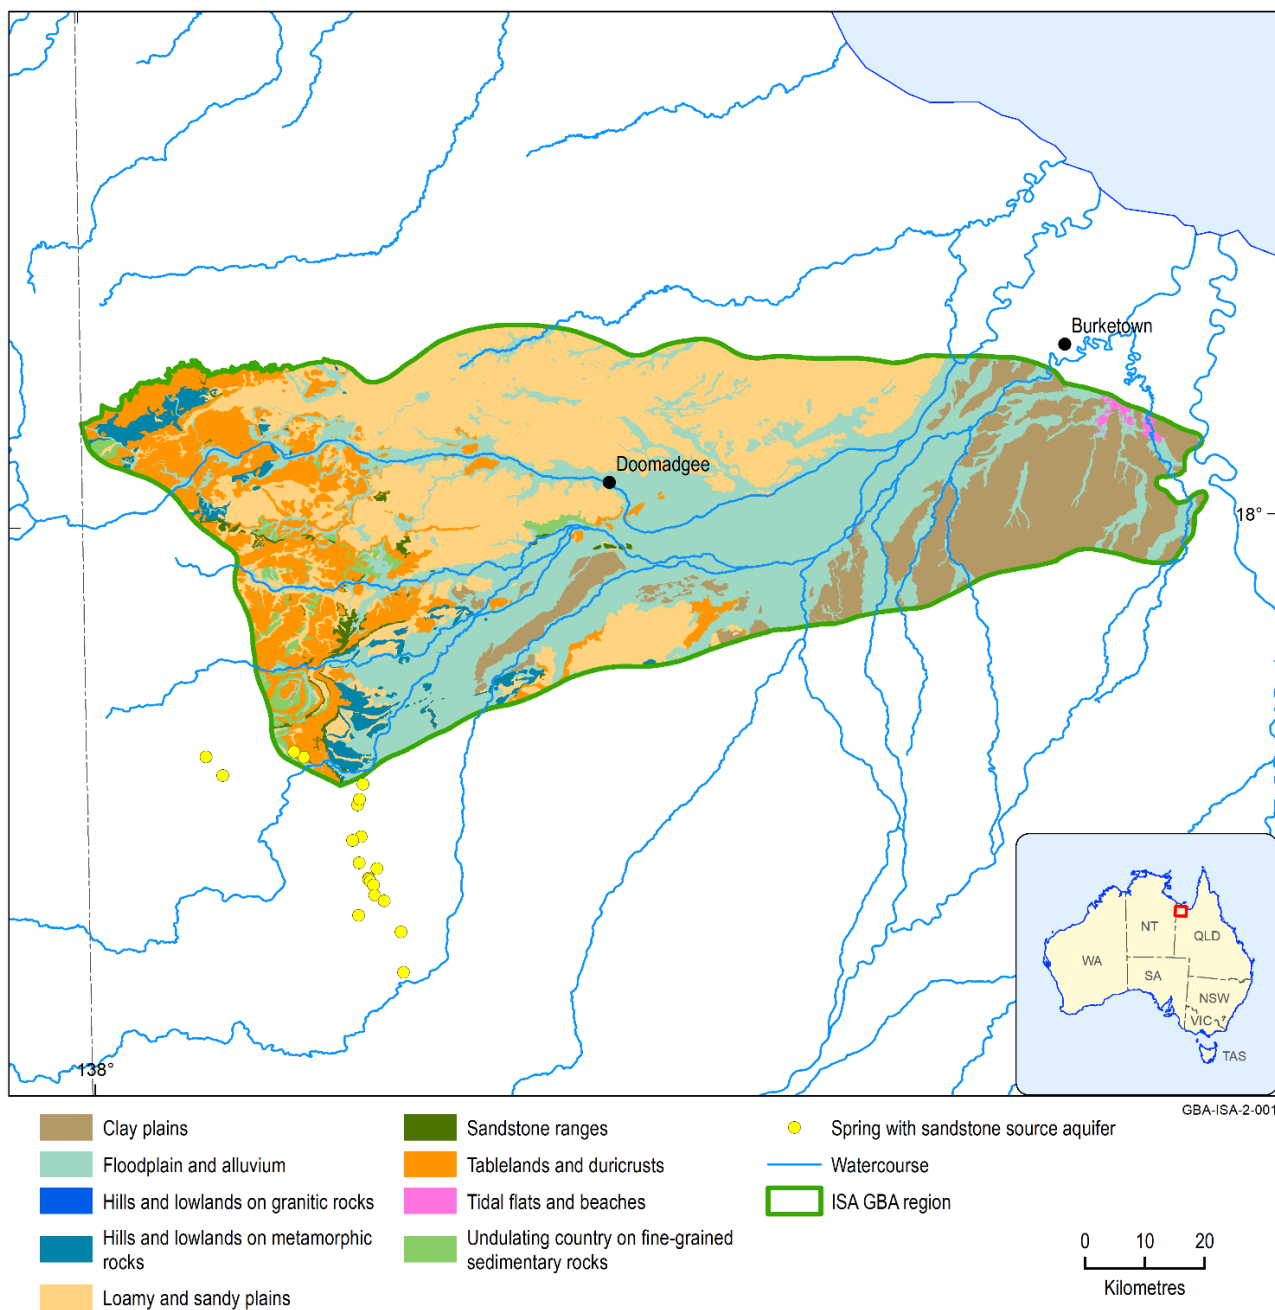 Burketown
Doomadgee
18°
138°
NT
QLD
WA
SA
NSW
VIC
TAS
GBA-ISA-2-001
Clay plains
Floodplain and alluvium
Hills and lowlands on granitic rocks
Hills and lowlands on metamorphic
rocks
Loamy and sandy plains
Sandstone ranges
Tablelands and duricrusts
Tidal flats and beaches
Undulating country on fine-grained
sedimentary rocks
Spring with sandstone source aquifer
Watercourse
ISA GBA region
0 10 20
Kilometres